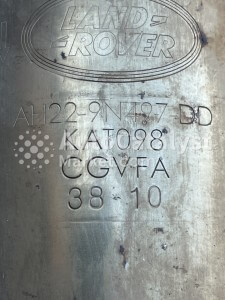 LAND-
ROVER
AH22-9N497-DD
KAT098
CGVFA
38 10